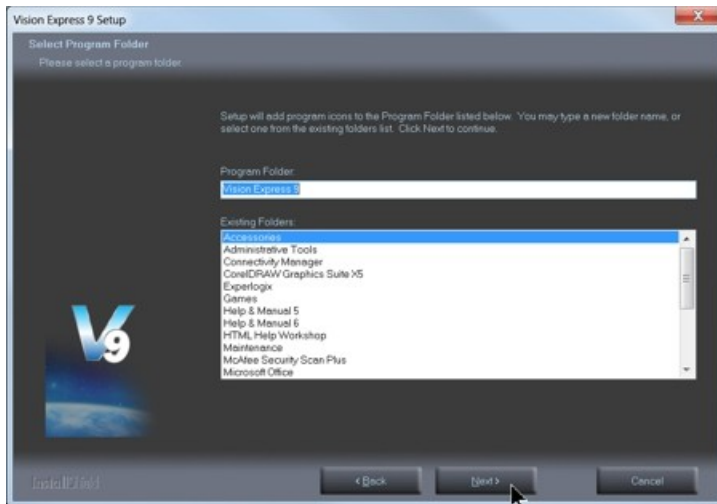 Vision Express 9 Setup
Select Program Folder
Please select a program folder.
Setup will add program icons to the Program Folder listed below. You may type a new folder name, or
select one from the existing folders list. Click Next to continue.
Program Folder:
Vision Express 9
Existing Folders:
Accessories
Administrative Tools
Connectivity Manager
CorelDRAW Graphics Suite X5
Experlogix
Games
Help & Manual 5
Help & Manual 6
HTML Help Workshop
Maintenance
McAfee Security Scan Plus
Microsoft Office
V9
InstallShield
< Back
Next >
Cancel